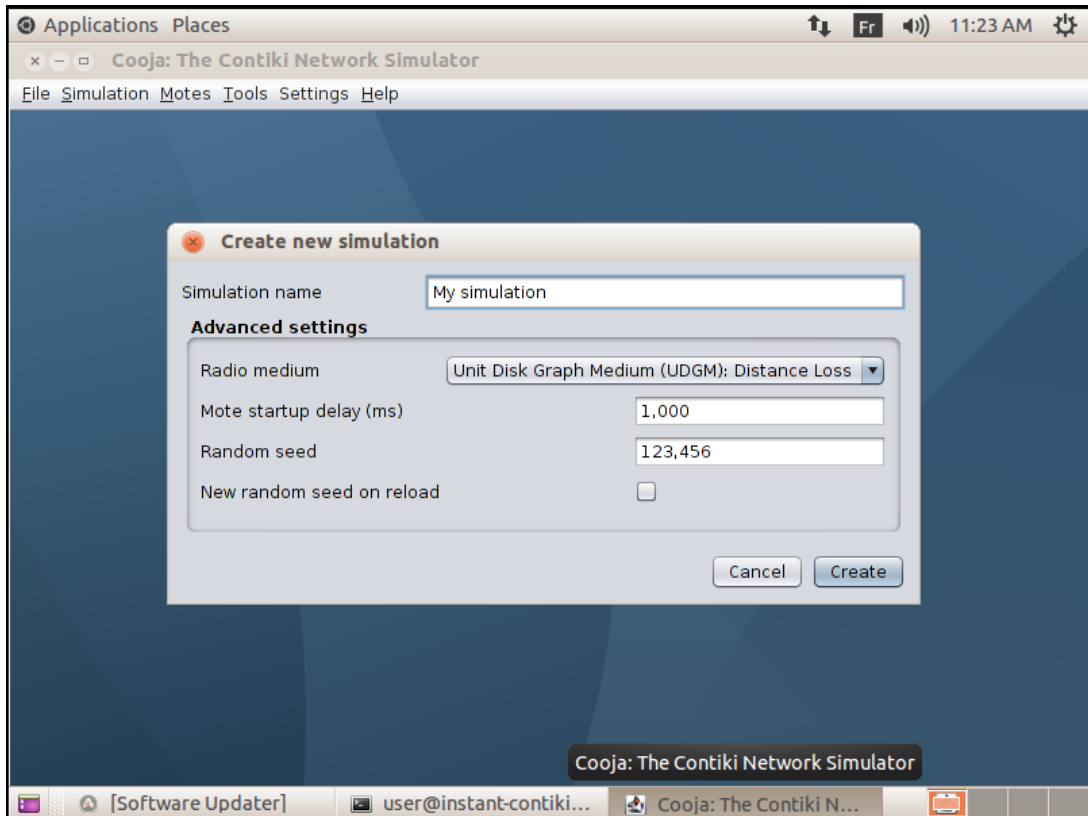 Applications Places Fr 11:23 AM
Cooja: The Contiki Network Simulator
File Simulation Motes Tools Settings Help
Create new simulation
Simulation name My simulation
Advanced settings
Radio medium Unit Disk Graph Medium (UDGM): Distance Loss
Mote startup delay (ms) 1,000
Random seed 123,456
New random seed on reload
Cancel Create
Cooja: The Contiki Network Simulator
[Software Updater] user@instant-contiki... Cooja: The Contiki N...